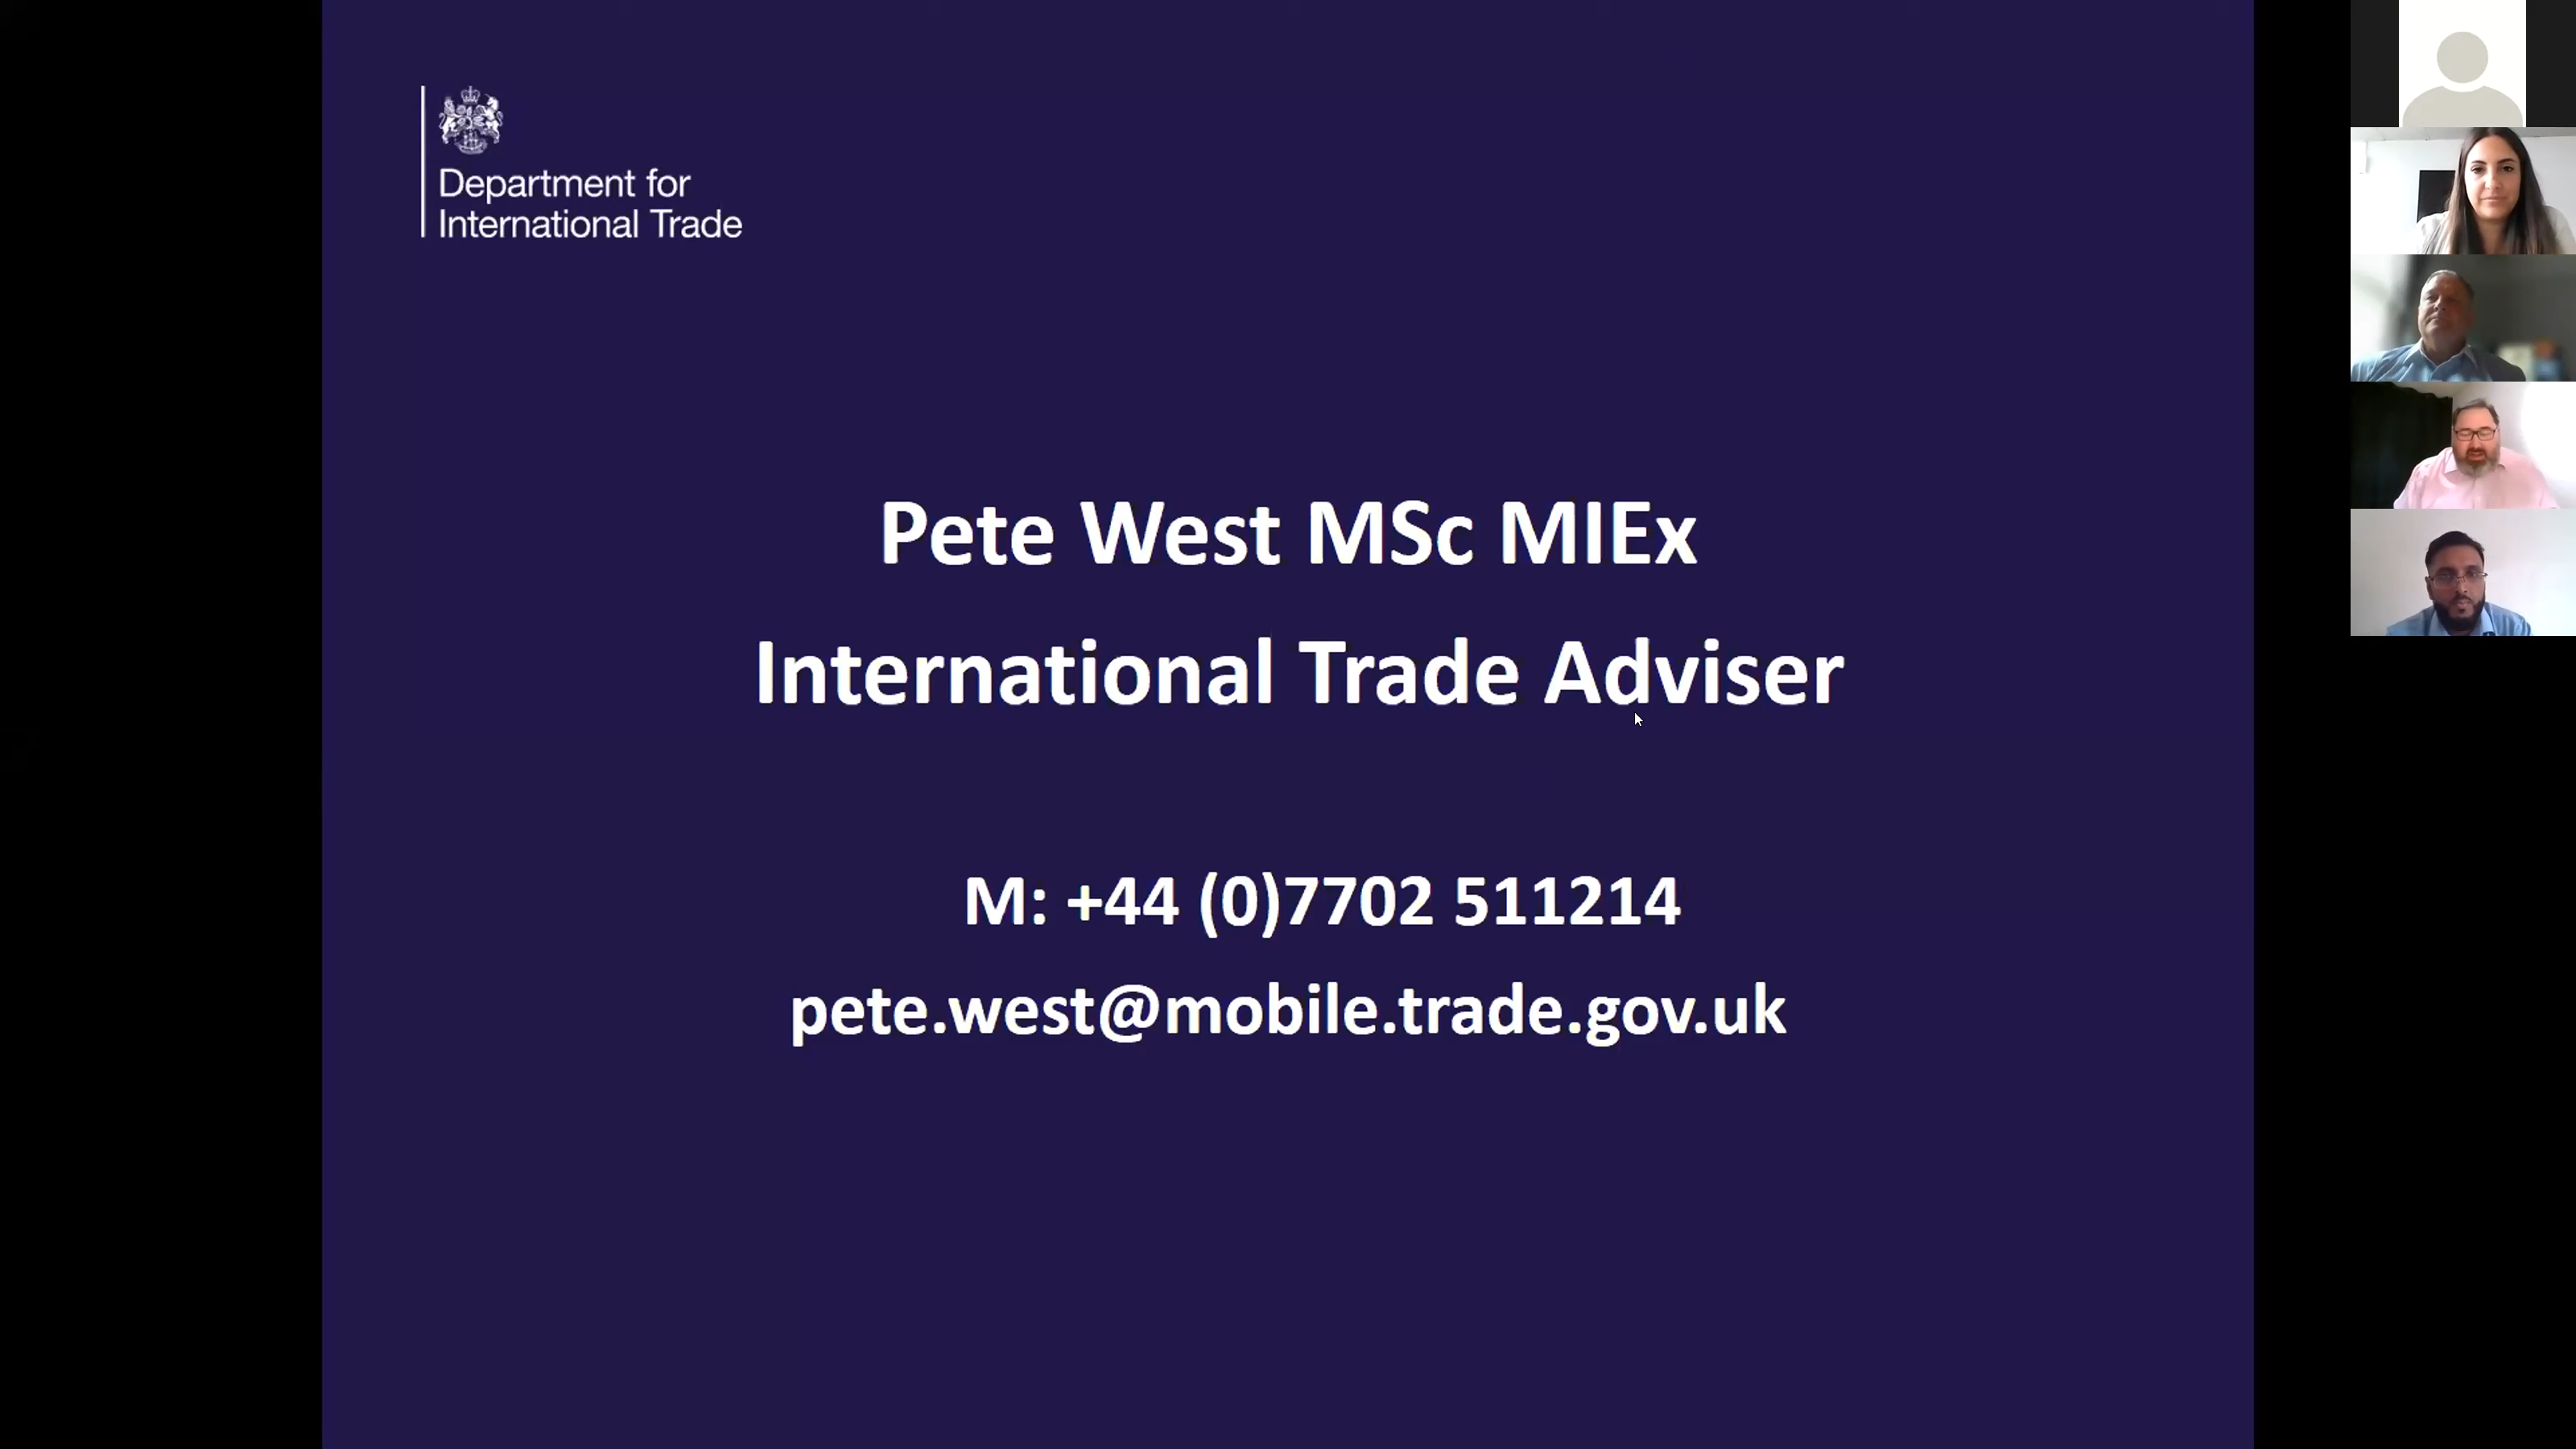 Department for
International Trade
Pete West MSc MIEx
International Trade Adviser
M: +44 (0)7702 511214
pete.west@mobile.trade.gov.uk